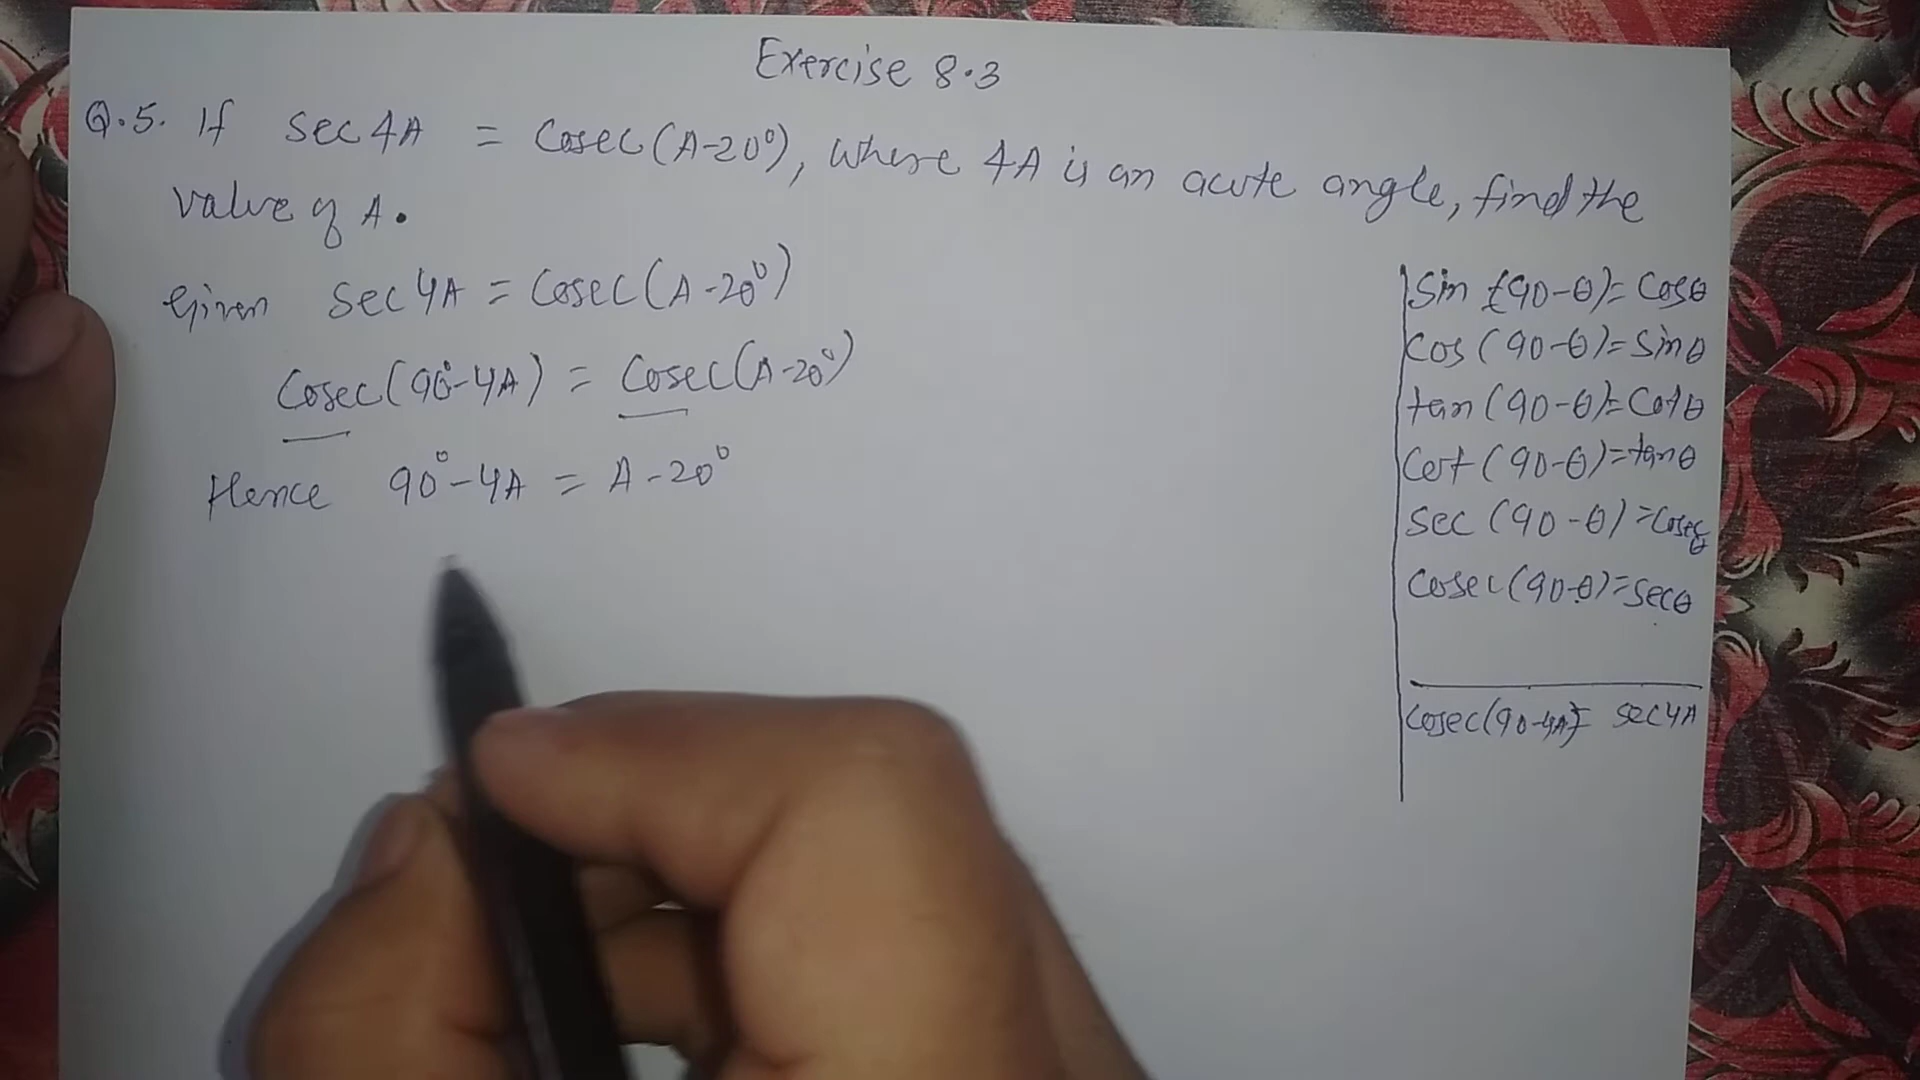 Exercise 8.3
Q.5. If sec 4A = Cosec (A-20°), where 4A is an acute angle, find the
value of A.
Given sec 4A = Cosec (A-20°)
Cosec (90°-4A) = Cosec (A-20°)
Hence 90°-4A = A-20°
Sin (90-θ) = Cosθ
Cos (90-θ) = Sinθ
tan (90-θ) = Cotθ
Cot (90-θ) = tanθ
Sec (90-θ) = Cosecθ
Cosec (90-θ) = secθ
Cosec (90-4A) = sec 4A